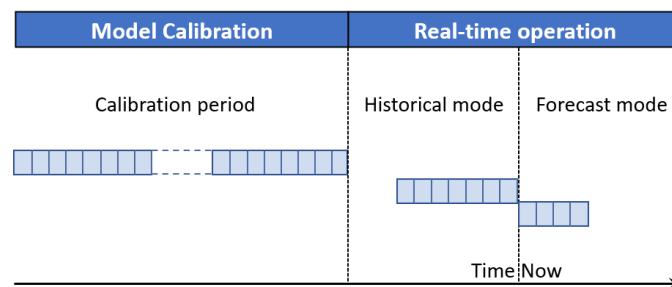 Model Calibration
Real-time operation
Calibration period
Historical mode
Forecast mode
Time Now